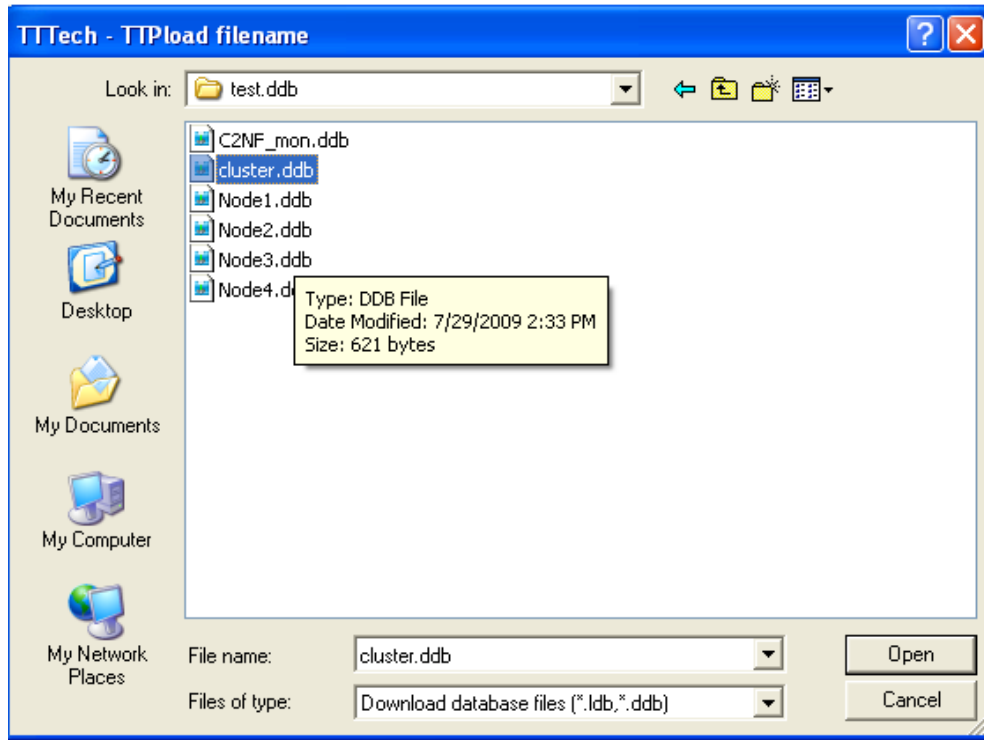 TTTech - TTPload filename
Look in:
test.ddb
My Recent
Documents
Desktop
My Documents
My Computer
My Network
Places
C2NF_mon.ddb
cluster.ddb
Node1.ddb
Node2.ddb
Node3.ddb
Node4.d
Type: DDB File
Date Modified: 7/29/2009 2:33 PM
Size: 621 bytes
File name:
cluster.ddb
Open
Files of type:
Download database files (*.ldb,*.ddb)
Cancel